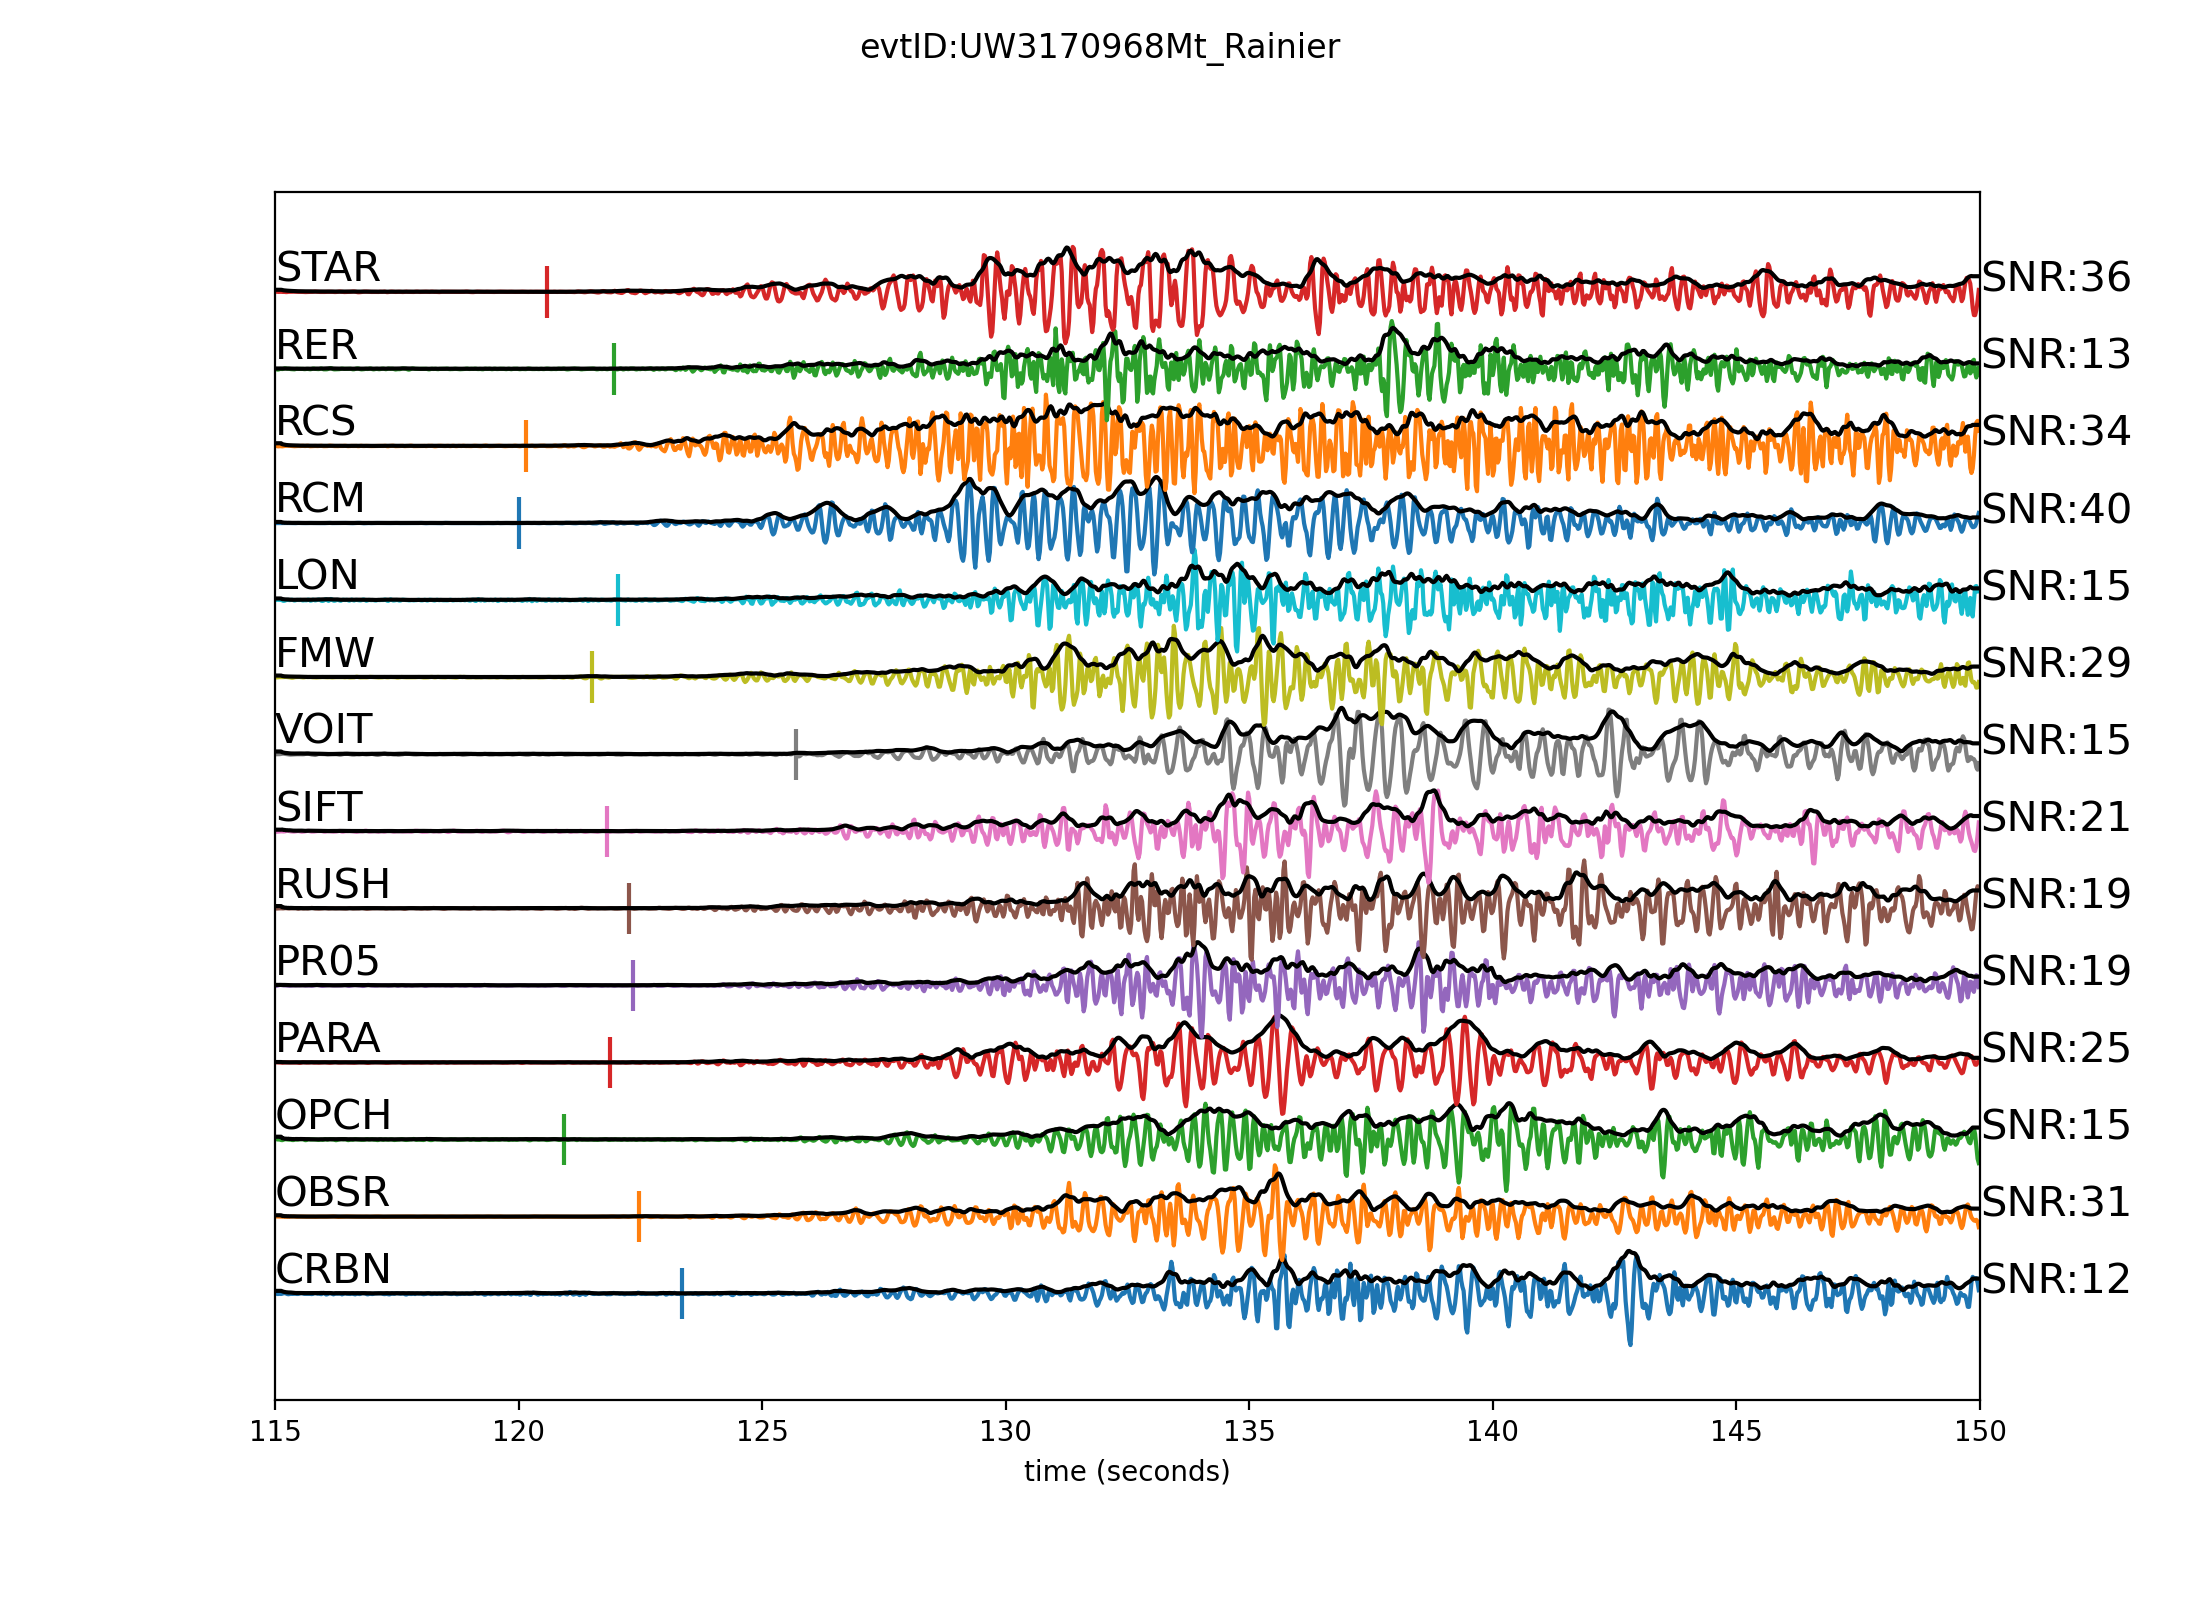 evtID:UW3170968Mt_Rainier
STAR SNR:36
RER SNR:13
RCS SNR:34
RCM SNR:40
LON SNR:15
FMW SNR:29
VOIT SNR:15
SIFT SNR:21
RUSH SNR:19
PR05 SNR:19
PARA SNR:25
OPCH SNR:15
OBSR SNR:31
CRBN SNR:12
115 120 125 130 135 140 145 150
time (seconds)